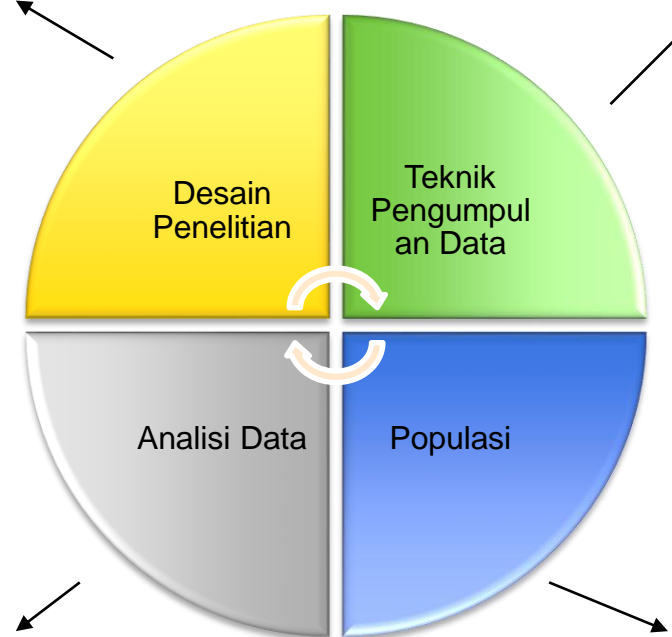 Desain
Penelitian
Teknik
Pengumpul
an Data
Analisi Data
Populasi